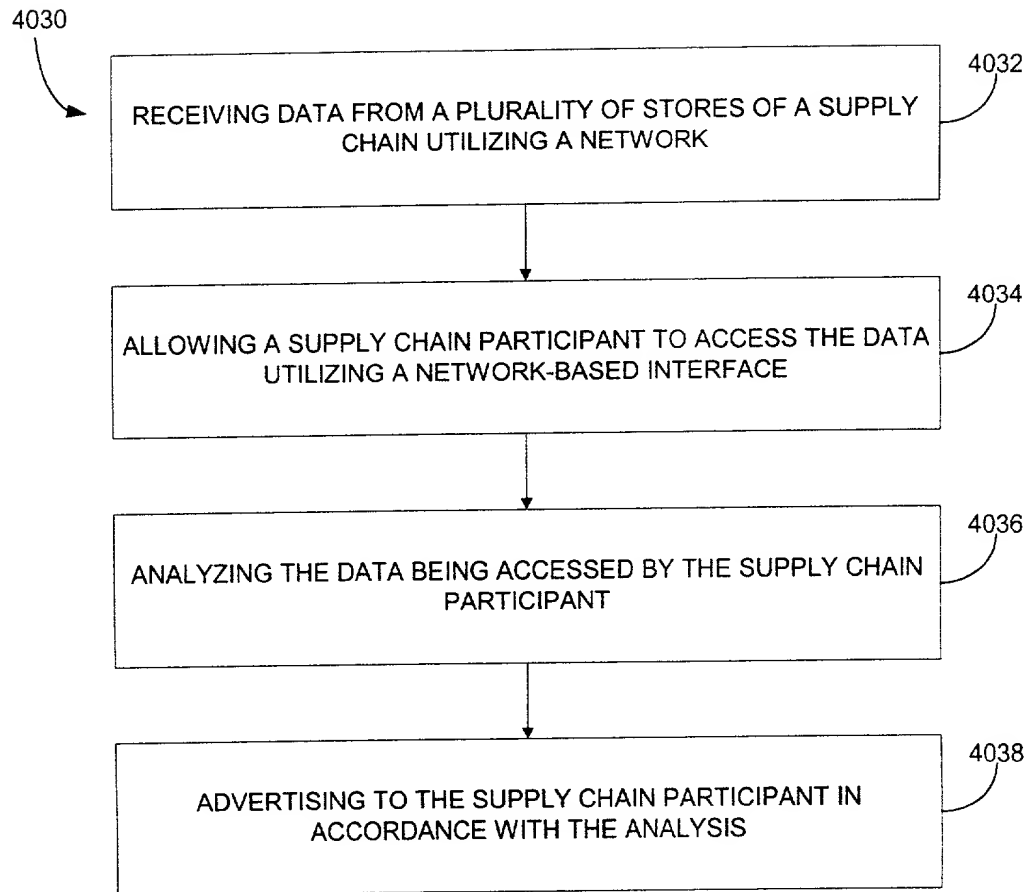 4030
4032
RECEIVING DATA FROM A PLURALITY OF STORES OF A SUPPLY
CHAIN UTILIZING A NETWORK
4034
ALLOWING A SUPPLY CHAIN PARTICIPANT TO ACCESS THE DATA
UTILIZING A NETWORK-BASED INTERFACE
4036
ANALYZING THE DATA BEING ACCESSED BY THE SUPPLY CHAIN
PARTICIPANT
4038
ADVERTISING TO THE SUPPLY CHAIN PARTICIPANT IN
ACCORDANCE WITH THE ANALYSIS